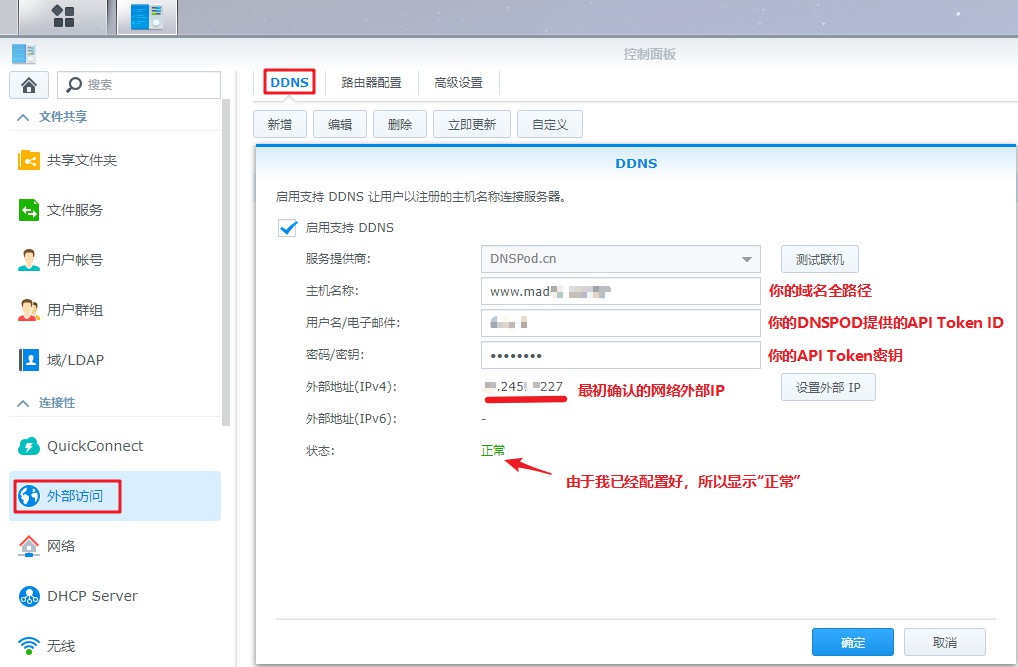 控制面板
搜索
文件共享
共享文件夹
文件服务
用户帐号
用户群组
域/LDAP
连接性
QuickConnect
外部访问
网络
DHCP Server
无线
DDNS 路由器配置 高级设置
新增 编辑 删除 立即更新 自定义
DDNS
启用支持 DDNS 让用户以注册的主机名称连接服务器。
启用支持 DDNS
服务提供商: DNSPod.cn 测试联机
主机名称: www.mad 你的域名全路径
用户名/电子邮件: 你的DNSPOD提供的API Token ID
密码/密钥: •••••••• 你的API Token密钥
外部地址(IPv4): .245 227 最初确认的网络外部IP 设置外部 IP
外部地址(IPv6): -
状态: 正常
由于我已经配置好，所以显示“正常”
确定 取消